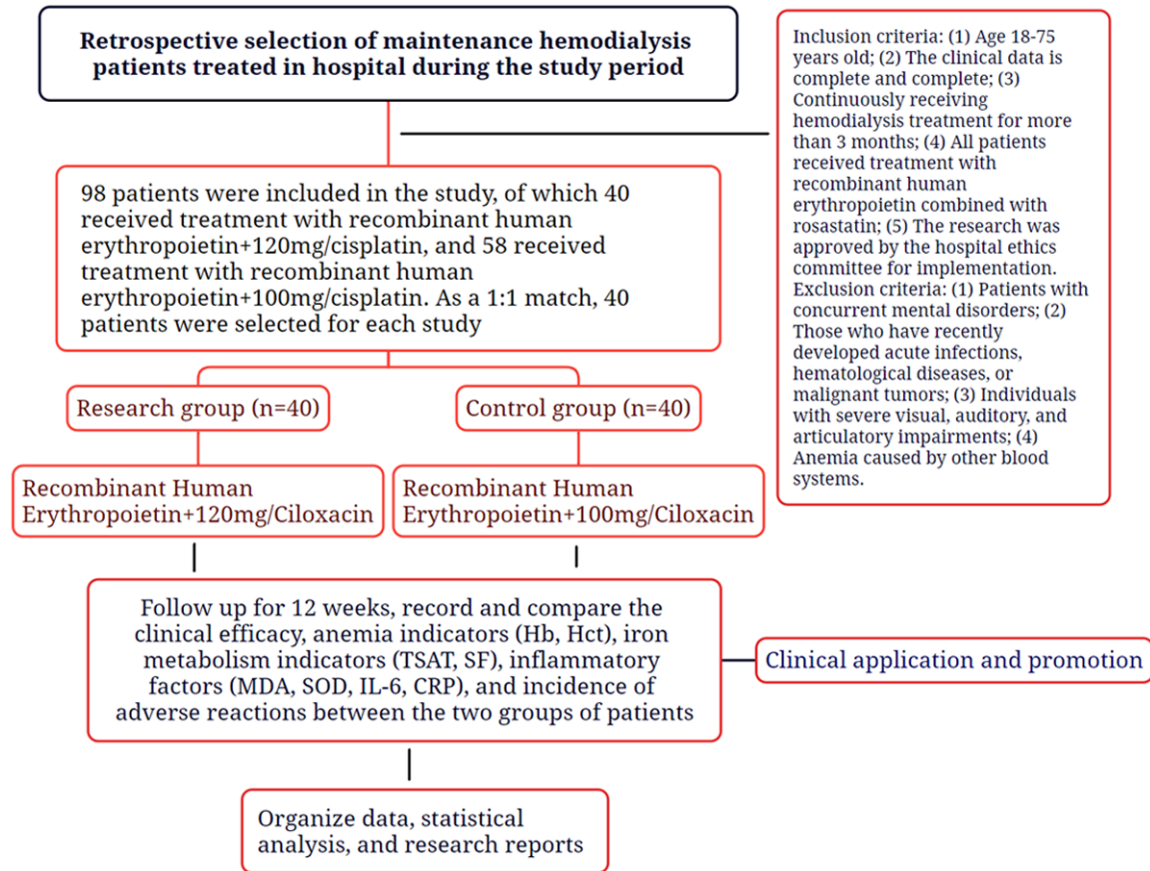 Retrospective selection of maintenance hemodialysis
patients treated in hospital during the study period
Inclusion criteria: (1) Age 18-75
years old; (2) The clinical data is
complete and complete; (3)
Continuously receiving
hemodialysis treatment for more
than 3 months; (4) All patients
received treatment with
recombinant human
erythropoietin combined with
rosastatin; (5) The research was
approved by the hospital ethics
committee for implementation.
Exclusion criteria: (1) Patients with
concurrent mental disorders; (2)
Those who have recently
developed acute infections,
hematological diseases, or
malignant tumors; (3) Individuals
with severe visual, auditory, and
articulatory impairments; (4)
Anemia caused by other blood
systems.
98 patients were included in the study, of which 40
received treatment with recombinant human
erythropoietin+120mg/cisplatin, and 58 received
treatment with recombinant human
erythropoietin+100mg/cisplatin. As a 1:1 match, 40
patients were selected for each study
Research group (n=40)
Control group (n=40)
Recombinant Human
Erythropoietin+120mg/Ciloxacin
Recombinant Human
Erythropoietin+100mg/Ciloxacin
Follow up for 12 weeks, record and compare the
clinical efficacy, anemia indicators (Hb, Hct), iron
metabolism indicators (TSAT, SF), inflammatory
factors (MDA, SOD, IL-6, CRP), and incidence of
adverse reactions between the two groups of patients
Clinical application and promotion
Organize data, statistical
analysis, and research reports